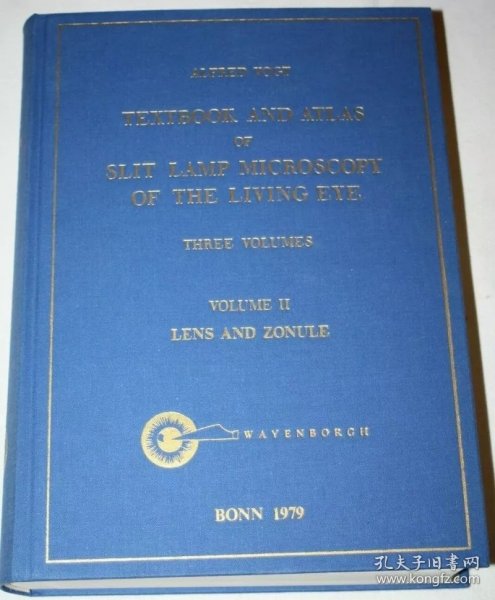 ALFRED VOGT
TEXTBOOK AND ATLAS
OF
SLIT LAMP MICROSCOPY
OF THE LIVING EYE
THREE VOLUMES
VOLUME II
LENS AND ZONULE
WAYENBORGH
BONN 1979
孔夫子旧书网
www.kongfz.com